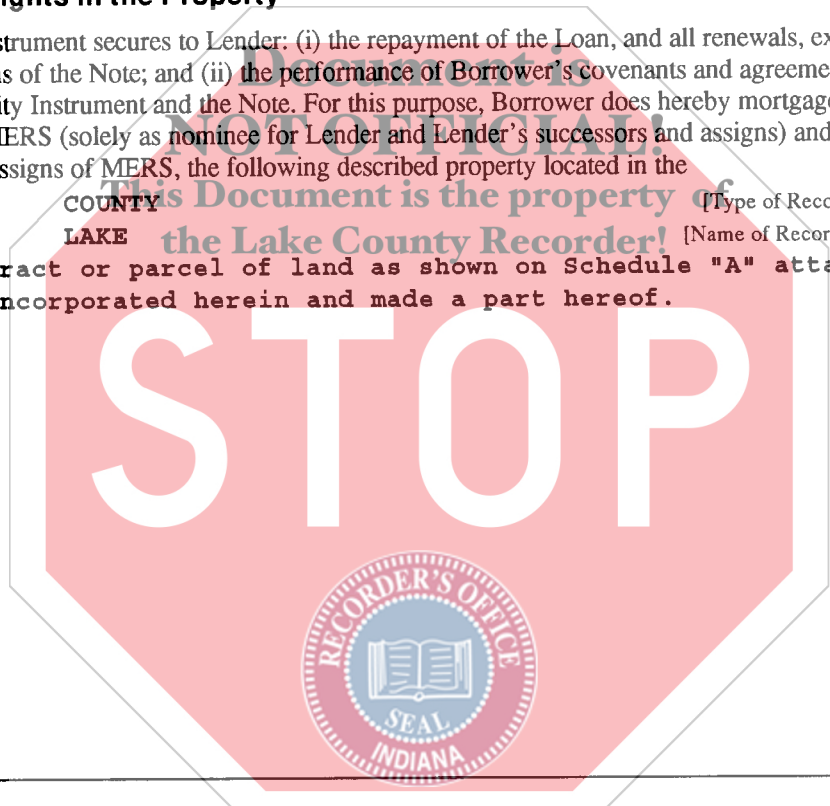 ights in the Property
strument secures to Lender: (i) the repayment of the Loan, and all renewals, ex
ns of the Note; and (ii) the performance of Borrower's covenants and agreeme
ity Instrument and the Note. For this purpose, Borrower does hereby mortgage
MERS (solely as nominee for Lender and Lender's successors and assigns) and
ssigns of MERS, the following described property located in the
COUNTY [Type of Reco
LAKE [Name of Recor
ract or parcel of land as shown on Schedule "A" atta
ncorporated herein and made a part hereof.
Document is
NOT OFFICIAL!
This Document is the property of
the Lake County Recorder!
STOP
RECORDER'S OFFICE
SEAL
INDIANA